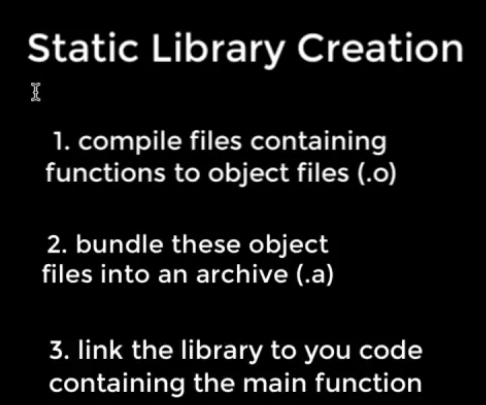 Static Library Creation
1. compile files containing
functions to object files (.o)
2. bundle these object
files into an archive (.a)
3. link the library to you code
containing the main function